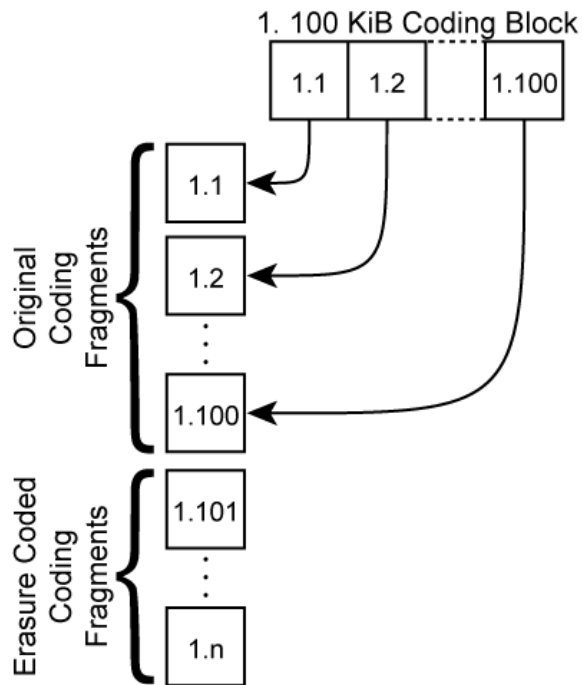 1. 100 KiB Coding Block
1.1
1.2
1.100
Original
Coding
Fragments
1.1
1.2
1.100
Erasure Coded
Coding
Fragments
1.101
1.n